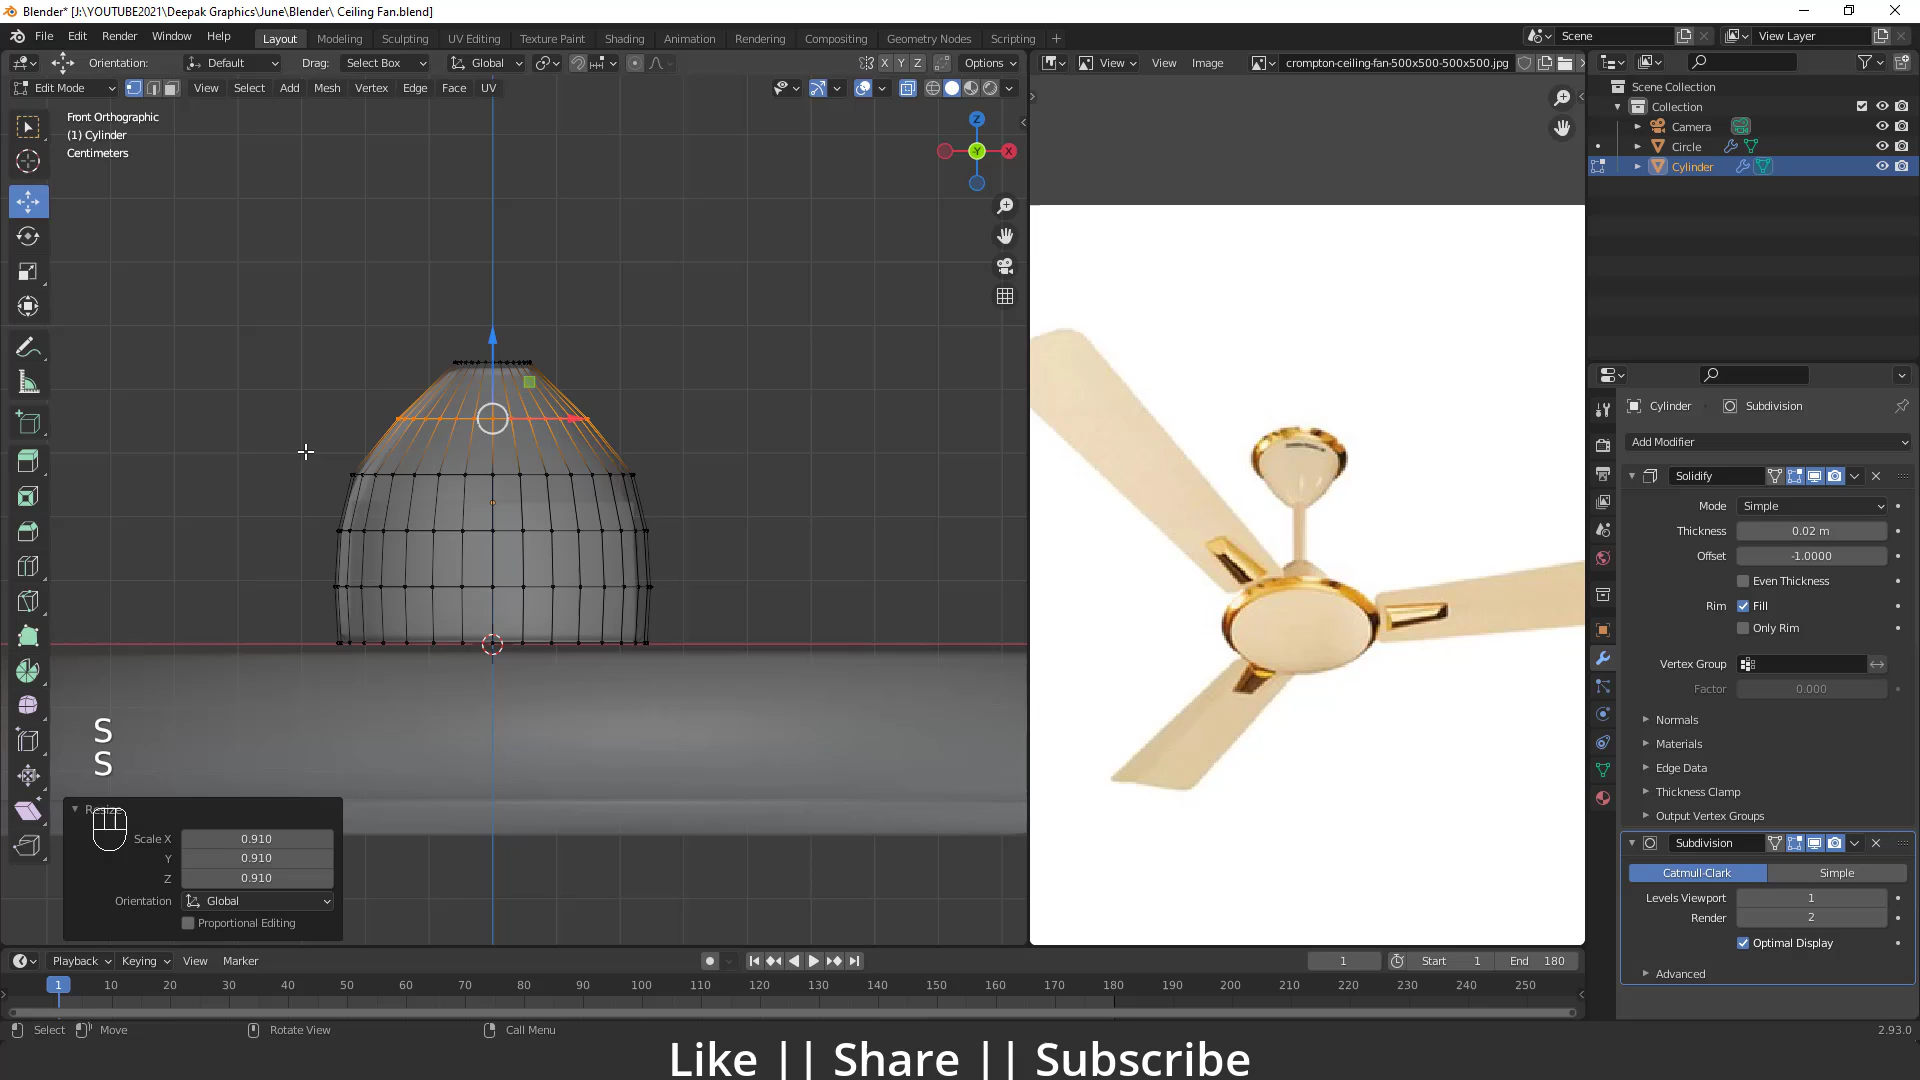 Blender* [J:\YOUTUBE2021\Deepak Graphics\June\Blender\ Ceiling Fan.blend]
File Edit Render Window Help Layout Modeling Sculpting UV Editing Texture Paint Shading Animation Rendering Compositing Geometry Nodes Scripting + Scene View Layer
Orientation: Default Drag: Select Box Global X Y Z Options View View Image crompton-ceiling-fan-500x500-500x500.jpg
Edit Mode View Select Add Mesh Vertex Edge Face UV
Scene Collection
Collection
Camera
Circle
Cylinder
Front Orthographic
(1) Cylinder
Centimeters
Z
-Y
X
Cylinder Subdivision
Add Modifier
Solidify
Mode Simple
Thickness 0.02 m
Offset -1.0000
Even Thickness
Rim Fill
Only Rim
Vertex Group
Factor 0.000
Normals
Materials
Edge Data
Thickness Clamp
Output Vertex Groups
Subdivision
Catmull-Clark Simple
Levels Viewport 1
Render 2
Optimal Display
Advanced
S
S
Resize
Scale X 0.910
Y 0.910
Z 0.910
Orientation Global
Proportional Editing
Playback Keying View Marker 1 Start 1 End 180
1 10 20 30 40 50 60 70 80 90 100 110 120 130 140 150 160 170 180 190 200 210 220 230 240 250
Select Move Rotate View Call Menu 2.93.0
Like || Share || Subscribe